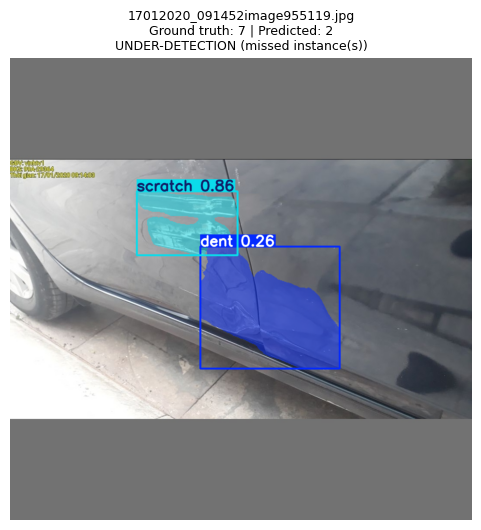 17012020_091452image955119.jpg
Ground truth: 7 | Predicted: 2
UNDER-DETECTION (missed instance(s))
scratch 0.86
dent 0.26